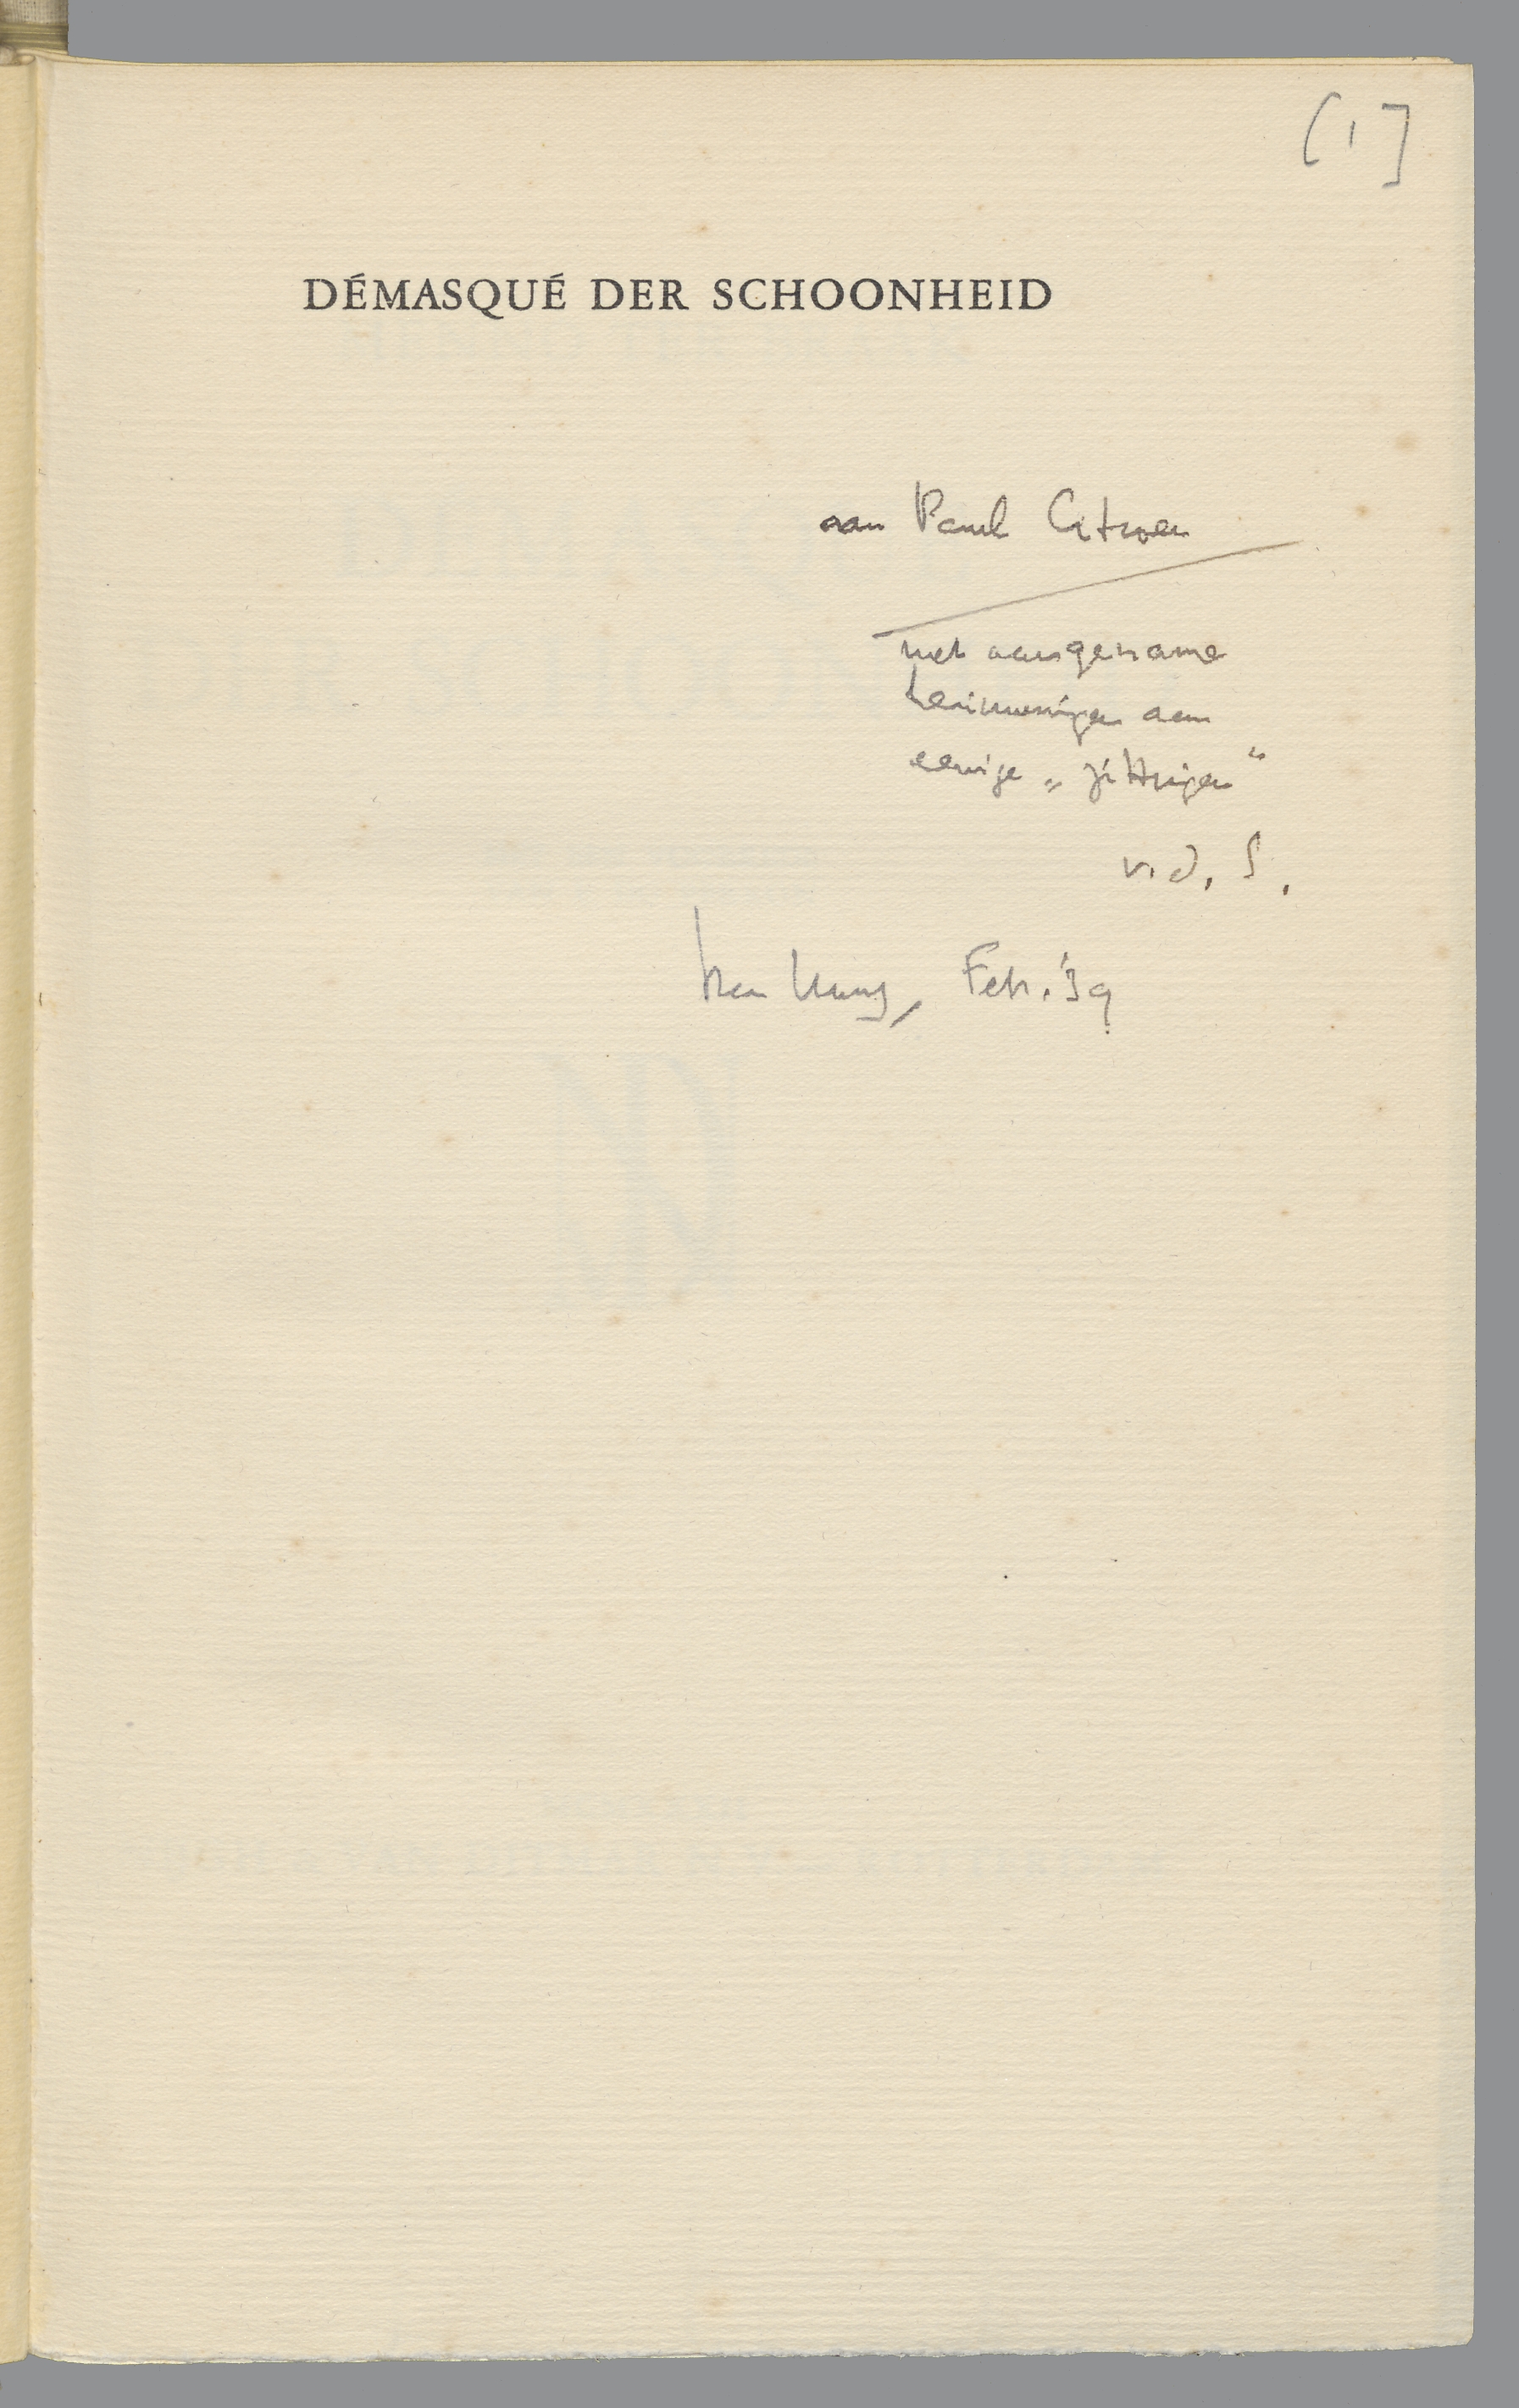 [1]
DÉMASQUÉ DER SCHOONHEID
aan Paul Citroen
met aangename
herinneringen aan
eenige „zittingen"
v. d. S.
Den Haag, Feb. '39